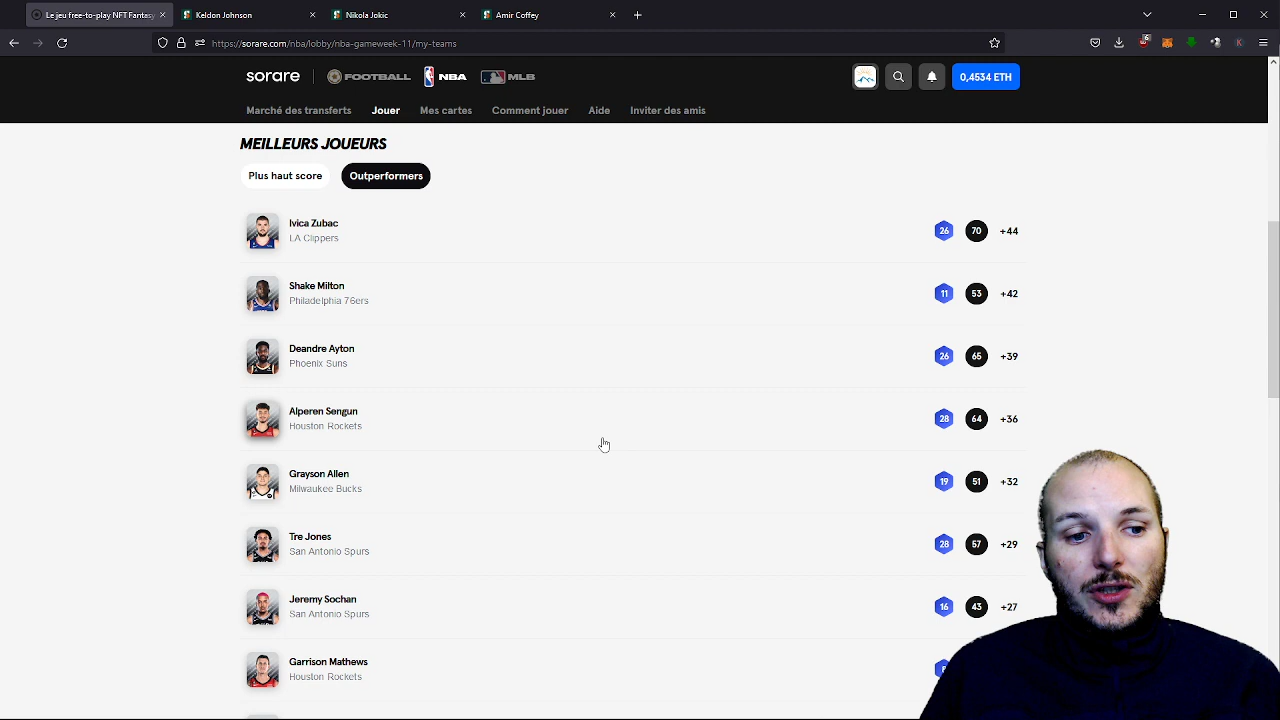 Le jeu free-to-play NFT Fantasy
Keldon Johnson
Nikola Jokic
Amir Coffey
https://sorare.com/nba/lobby/nba-gameweek-11/my-teams
6
K
sorare
FOOTBALL
NBA
MLB
0,4534 ETH
Marché des transferts
Jouer
Mes cartes
Comment jouer
Aide
Inviter des amis
MEILLEURS JOUEURS
Plus haut score
Outperformers
Ivica Zubac
LA Clippers
26 70 +44
Shake Milton
Philadelphia 76ers
11 53 +42
Deandre Ayton
Phoenix Suns
26 65 +39
Alperen Sengun
Houston Rockets
28 64 +36
Grayson Allen
Milwaukee Bucks
19 51 +32
Tre Jones
San Antonio Spurs
28 57 +29
Jeremy Sochan
San Antonio Spurs
16 43 +27
Garrison Mathews
Houston Rockets